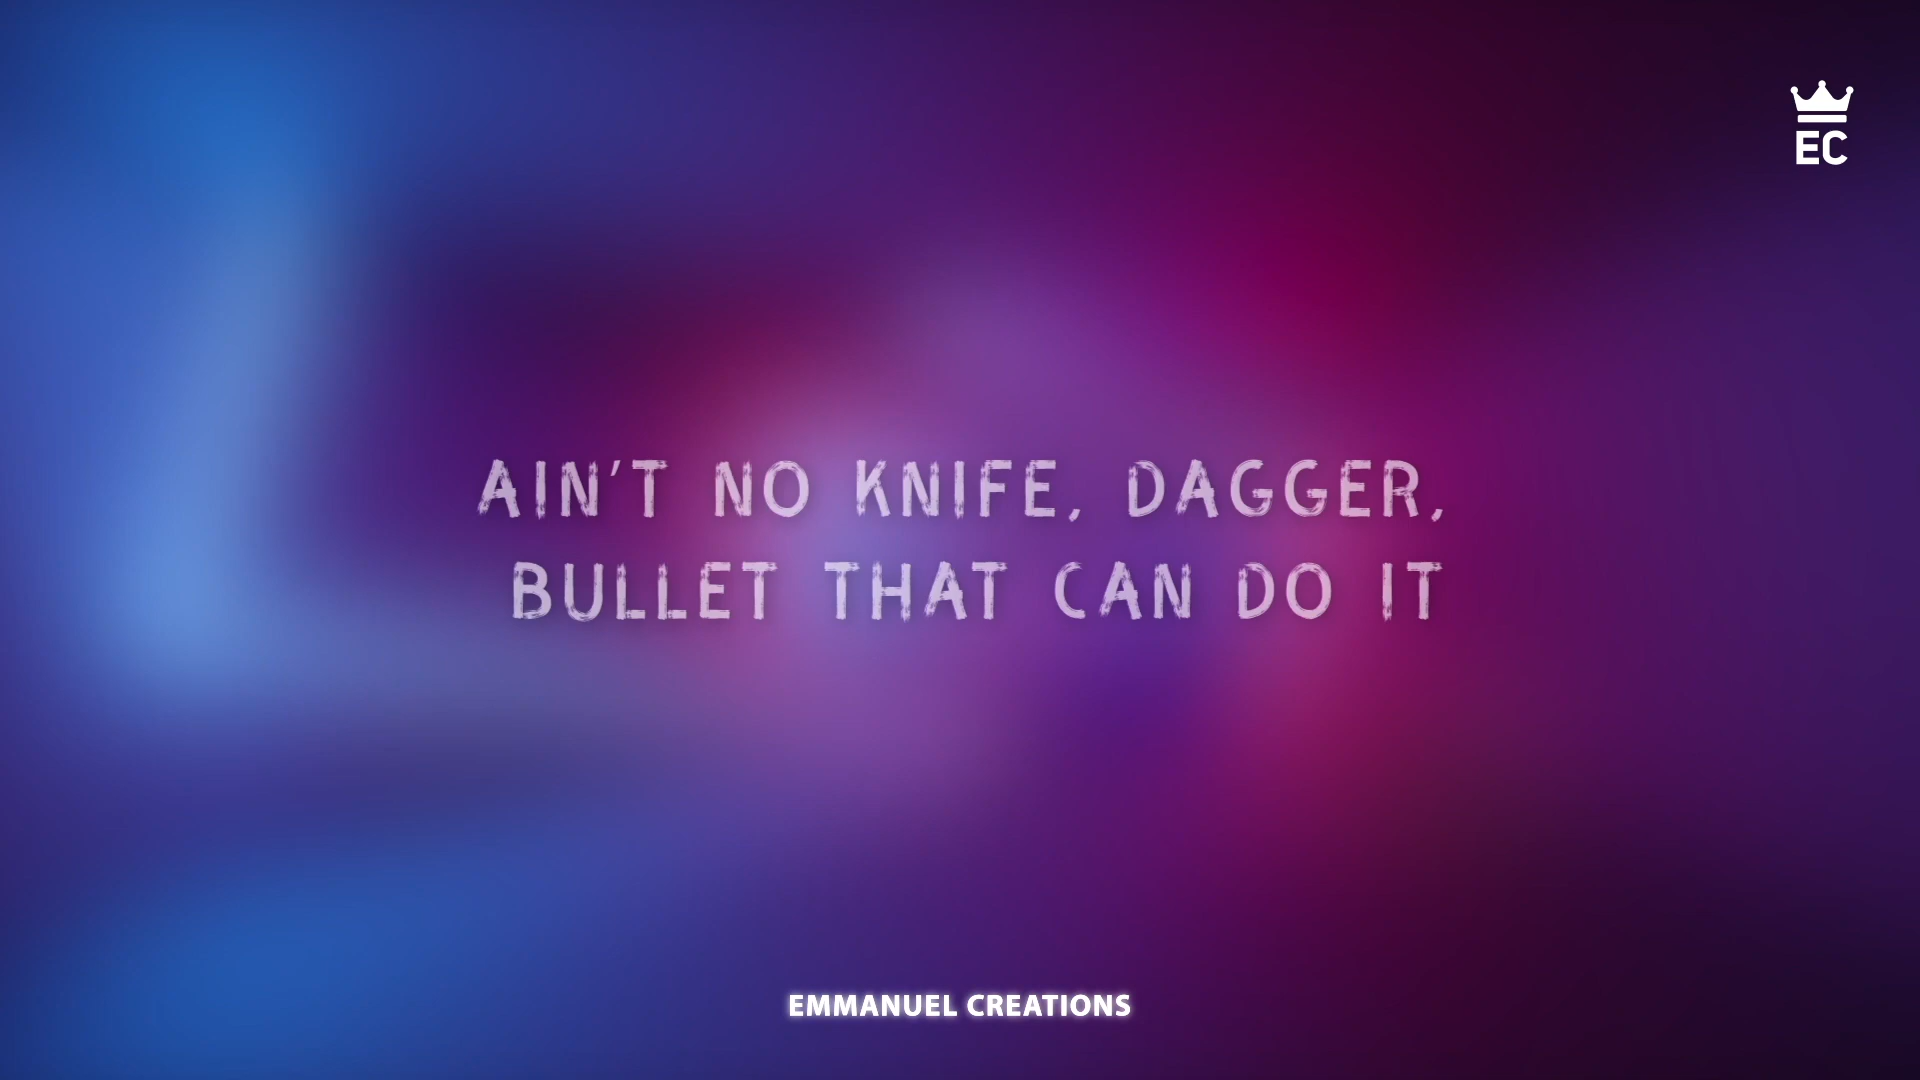 EC
AIN'T NO KNIFE, DAGGER,
BULLET THAT CAN DO IT
EMMANUEL CREATIONS